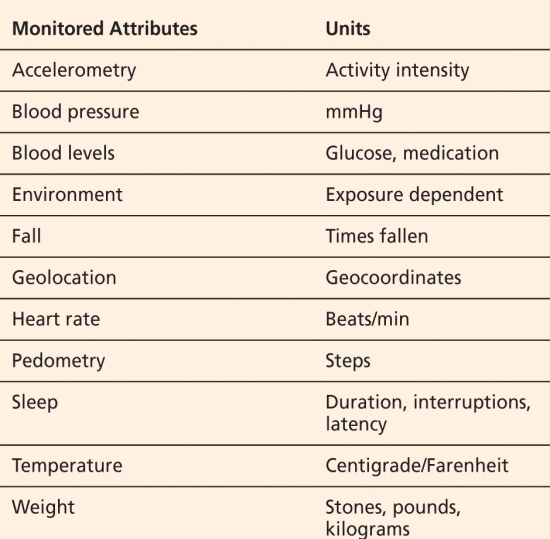 Monitored Attributes Units
Accelerometry Activity intensity
Blood pressure mmHg
Blood levels Glucose, medication
Environment Exposure dependent
Fall Times fallen
Geolocation Geocoordinates
Heart rate Beats/min
Pedometry Steps
Sleep Duration, interruptions,
latency
Temperature Centigrade/Farenheit
Weight Stones, pounds,
kilograms